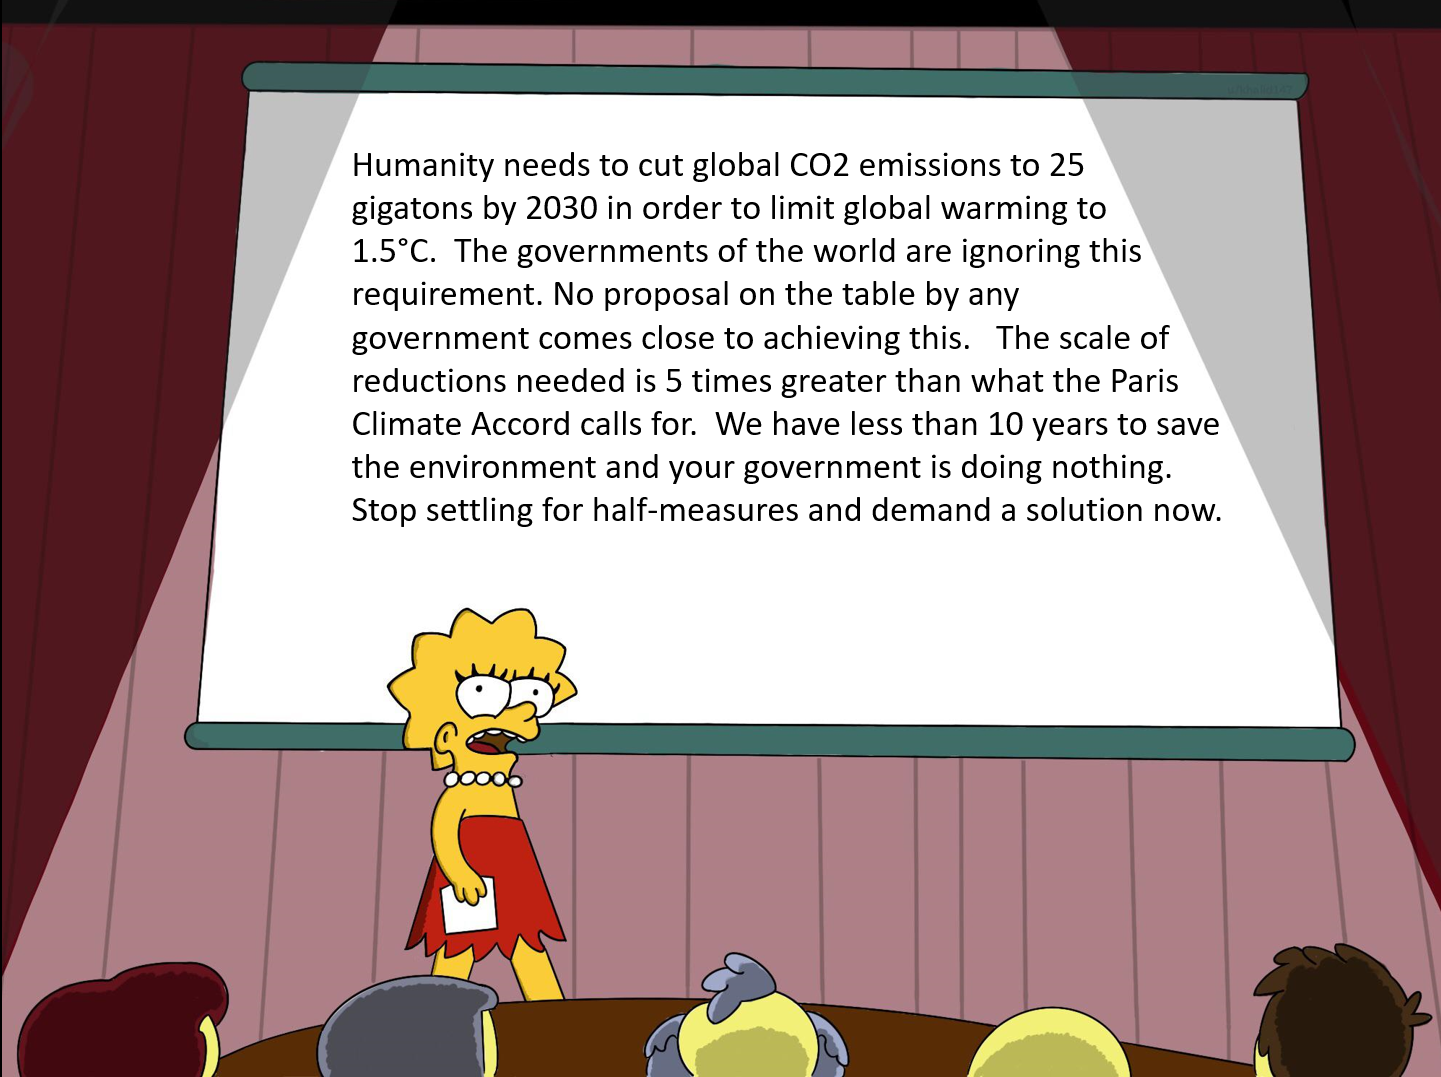 Humanity needs to cut global CO2 emissions to 25
gigatons by 2030 in order to limit global warming to
1.5°C.  The governments of the world are ignoring this
requirement. No proposal on the table by any
government comes close to achieving this.   The scale of
reductions needed is 5 times greater than what the Paris
Climate Accord calls for.  We have less than 10 years to save
the environment and your government is doing nothing.
Stop settling for half-measures and demand a solution now.